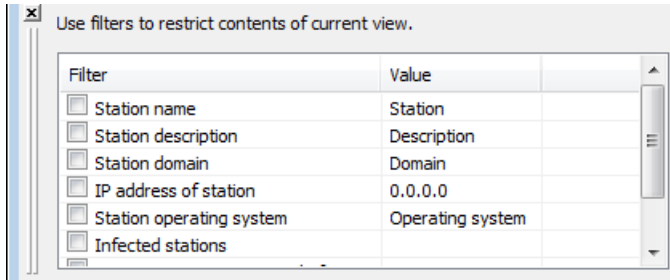 Use filters to restrict contents of current view.
Filter Value
Station name Station
Station description Description
Station domain Domain
IP address of station 0.0.0.0
Station operating system Operating system
Infected stations